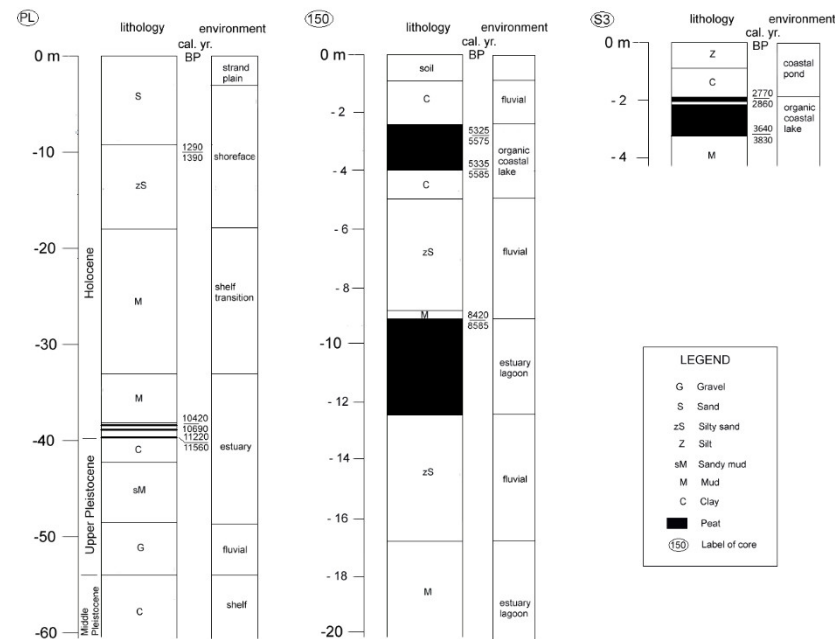 PL
lithology
environment
cal. yr.
BP
0 m
-10
-20
-30
-40
-50
-60
Holocene
Upper Pleistocene
Middle
Pleistocene
S
zS
M
M
C
sM
G
C
1290
1390
10420
10690
11220
11560
strand
plain
shoreface
shelf
transition
estuary
fluvial
shelf
150
lithology
environment
cal. yr.
BP
0 m
- 2
- 4
- 6
- 8
-10
- 12
- 14
- 16
- 18
-20
soil
C
C
zS
M
zS
M
5325
5575
5335
5585
8420
8585
fluvial
organic
coastal
lake
fluvial
estuary
lagoon
fluvial
estuary
lagoon
S3
lithology
environment
cal. yr.
BP
0 m
- 2
- 4
Z
C
M
2770
2860
3640
3830
coastal
pond
organic
coastal
lake
LEGEND
G Gravel
S Sand
zS Silty sand
Z Silt
sM Sandy mud
M Mud
C Clay
Peat
150 Label of core